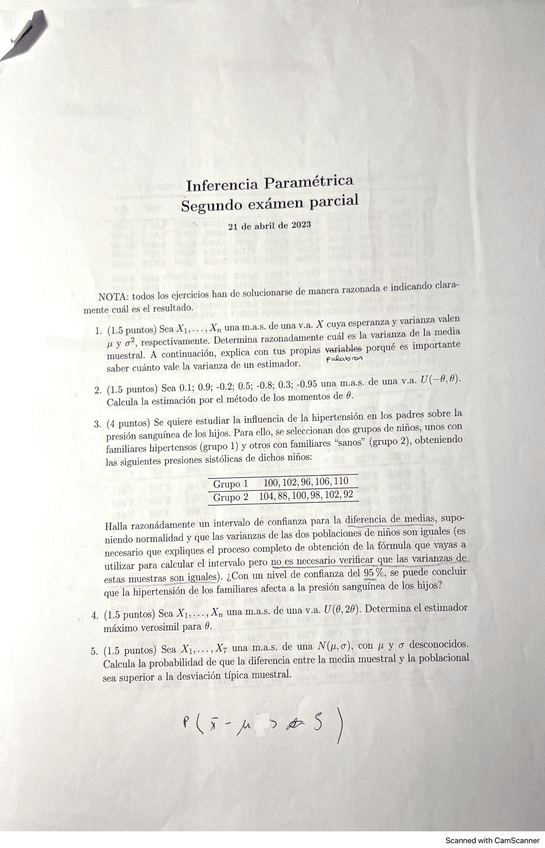 Inferencia Paramétrica
Segundo exámen parcial
21 de abril de 2023
NOTA: todos los ejercicios han de solucionarse de manera razonada e indicando clara-
mente cuál es el resultado.
1. (1.5 puntos) Sea X₁, . . . , Xₙ una m.a.s. de una v.a. X cuya esperanza y varianza valen
μ y σ², respectivamente. Determina razonadamente cuál es la varianza de la media
muestral. A continuación, explica con tus propias variables porqué es importante
palabras
saber cuánto vale la varianza de un estimador.
2. (1.5 puntos) Sea 0.1; 0.9; -0.2; 0.5; -0.8; 0.3; -0.95 una m.a.s. de una v.a. U(−θ, θ).
Calcula la estimación por el método de los momentos de θ.
3. (4 puntos) Se quiere estudiar la influencia de la hipertensión en los padres sobre la
presión sanguínea de los hijos. Para ello, se seleccionan dos grupos de niños, unos con
familiares hipertensos (grupo 1) y otros con familiares “sanos” (grupo 2), obteniendo
las siguientes presiones sistólicas de dichos niños:
Grupo 1 100, 102, 96, 106, 110
Grupo 2 104, 88, 100, 98, 102, 92
Halla razonádamente un intervalo de confianza para la diferencia de medias, supo-
niendo normalidad y que las varianzas de las dos poblaciones de niños son iguales (es
necesario que expliques el proceso completo de obtención de la fórmula que vayas a
utilizar para calcular el intervalo pero no es necesario verificar que las varianzas de
estas muestras son iguales). ¿Con un nivel de confianza del 95 %, se puede concluir
que la hipertensión de los familiares afecta a la presión sanguínea de los hijos?
4. (1.5 puntos) Sea X₁, . . . , Xₙ una m.a.s. de una v.a. U(θ, 2θ). Determina el estimador
máximo verosimil para θ.
5. (1.5 puntos) Sea X₁, . . . , X₇ una m.a.s. de una N(μ, σ), con μ y σ desconocidos.
Calcula la probabilidad de que la diferencia entre la media muestral y la poblacional
sea superior a la desviación típica muestral.
P( x̄ - μ > S )
Scanned with CamScanner